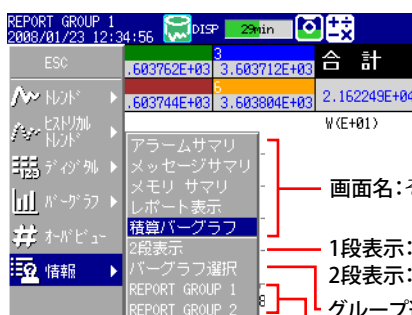 REPORT GROUP 1
2008/01/23 12:34:56 DISP 29min
ESC
3
.603762E+03 3.603712E+03 合 計
6
.603744E+03 3.603804E+03 2.162249E+04
W(E+01)
トレンド
ヒストリカル
トレンド
ディジタル
バーグラフ
オーバビュー
情報
アラームサマリ
メッセージサマリ
メモリ サマリ
レポート表示
積算バーグラフ
2段表示
バーグラフ選択
REPORT GROUP 1
REPORT GROUP 2
8
画面名：そ
1段表示：
2段表示：
グループ